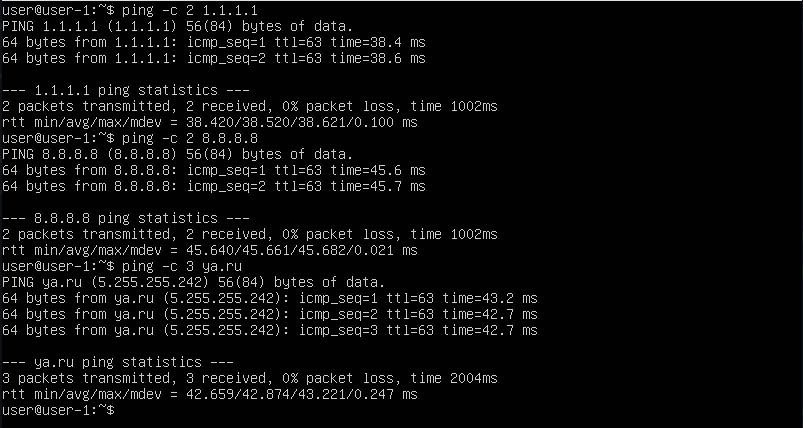 user@user-1:~$ ping -c 2 1.1.1.1
PING 1.1.1.1 (1.1.1.1) 56(84) bytes of data.
64 bytes from 1.1.1.1: icmp_seq=1 ttl=63 time=38.4 ms
64 bytes from 1.1.1.1: icmp_seq=2 ttl=63 time=38.6 ms
--- 1.1.1.1 ping statistics ---
2 packets transmitted, 2 received, 0% packet loss, time 1002ms
rtt min/avg/max/mdev = 38.420/38.520/38.621/0.100 ms
user@user-1:~$ ping -c 2 8.8.8.8
PING 8.8.8.8 (8.8.8.8) 56(84) bytes of data.
64 bytes from 8.8.8.8: icmp_seq=1 ttl=63 time=45.6 ms
64 bytes from 8.8.8.8: icmp_seq=2 ttl=63 time=45.7 ms
--- 8.8.8.8 ping statistics ---
2 packets transmitted, 2 received, 0% packet loss, time 1002ms
rtt min/avg/max/mdev = 45.640/45.661/45.682/0.021 ms
user@user-1:~$ ping -c 3 ya.ru
PING ya.ru (5.255.255.242) 56(84) bytes of data.
64 bytes from ya.ru (5.255.255.242): icmp_seq=1 ttl=63 time=43.2 ms
64 bytes from ya.ru (5.255.255.242): icmp_seq=2 ttl=63 time=42.7 ms
64 bytes from ya.ru (5.255.255.242): icmp_seq=3 ttl=63 time=42.7 ms
--- ya.ru ping statistics ---
3 packets transmitted, 3 received, 0% packet loss, time 2004ms
rtt min/avg/max/mdev = 42.659/42.874/43.221/0.247 ms
user@user-1:~$